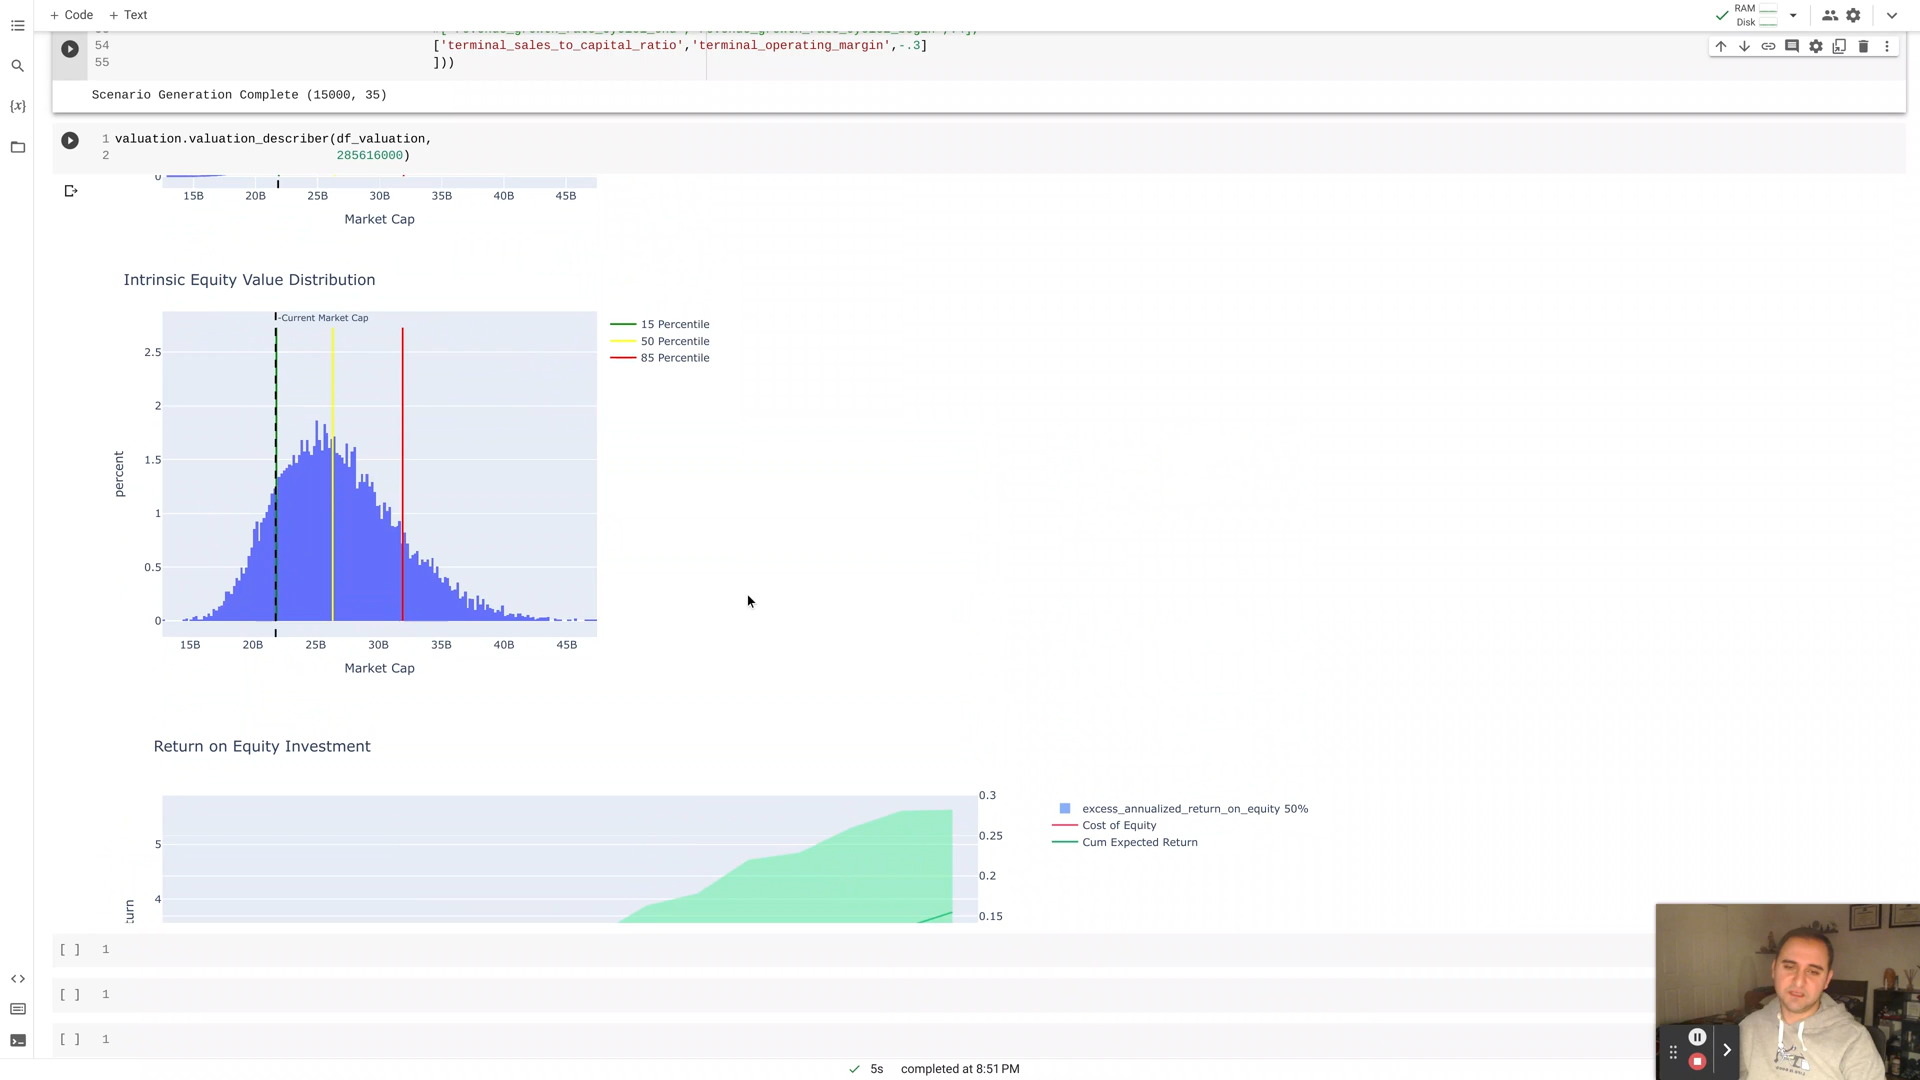 + Code + Text
RAM
Disk
54 ['terminal_sales_to_capital_ratio','terminal_operating_margin',-.3]
55 ]))
Scenario Generation Complete (15000, 35)
1 valuation.valuation_describer(df_valuation,
2 285616000)
0
15B 20B 25B 30B 35B 40B 45B
Market Cap
Intrinsic Equity Value Distribution
-Current Market Cap
15 Percentile
50 Percentile
85 Percentile
2.5
2
1.5
1
0.5
0
percent
15B 20B 25B 30B 35B 40B 45B
Market Cap
Return on Equity Investment
0.3
0.25
0.2
0.15
5
4
excess_annualized_return_on_equity 50%
Cost of Equity
Cum Expected Return
[ ] 1
[ ] 1
[ ] 1
5s completed at 8:51 PM